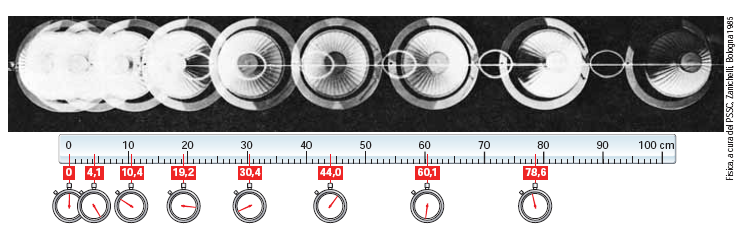 Fisica, a cura del PSSC, Zanichelli, Bologna 1985
0 10 20 30 40 50 60 70 80 90 100 cm
0 4,1 10,4 19,2 30,4 44,0 60,1 78,6